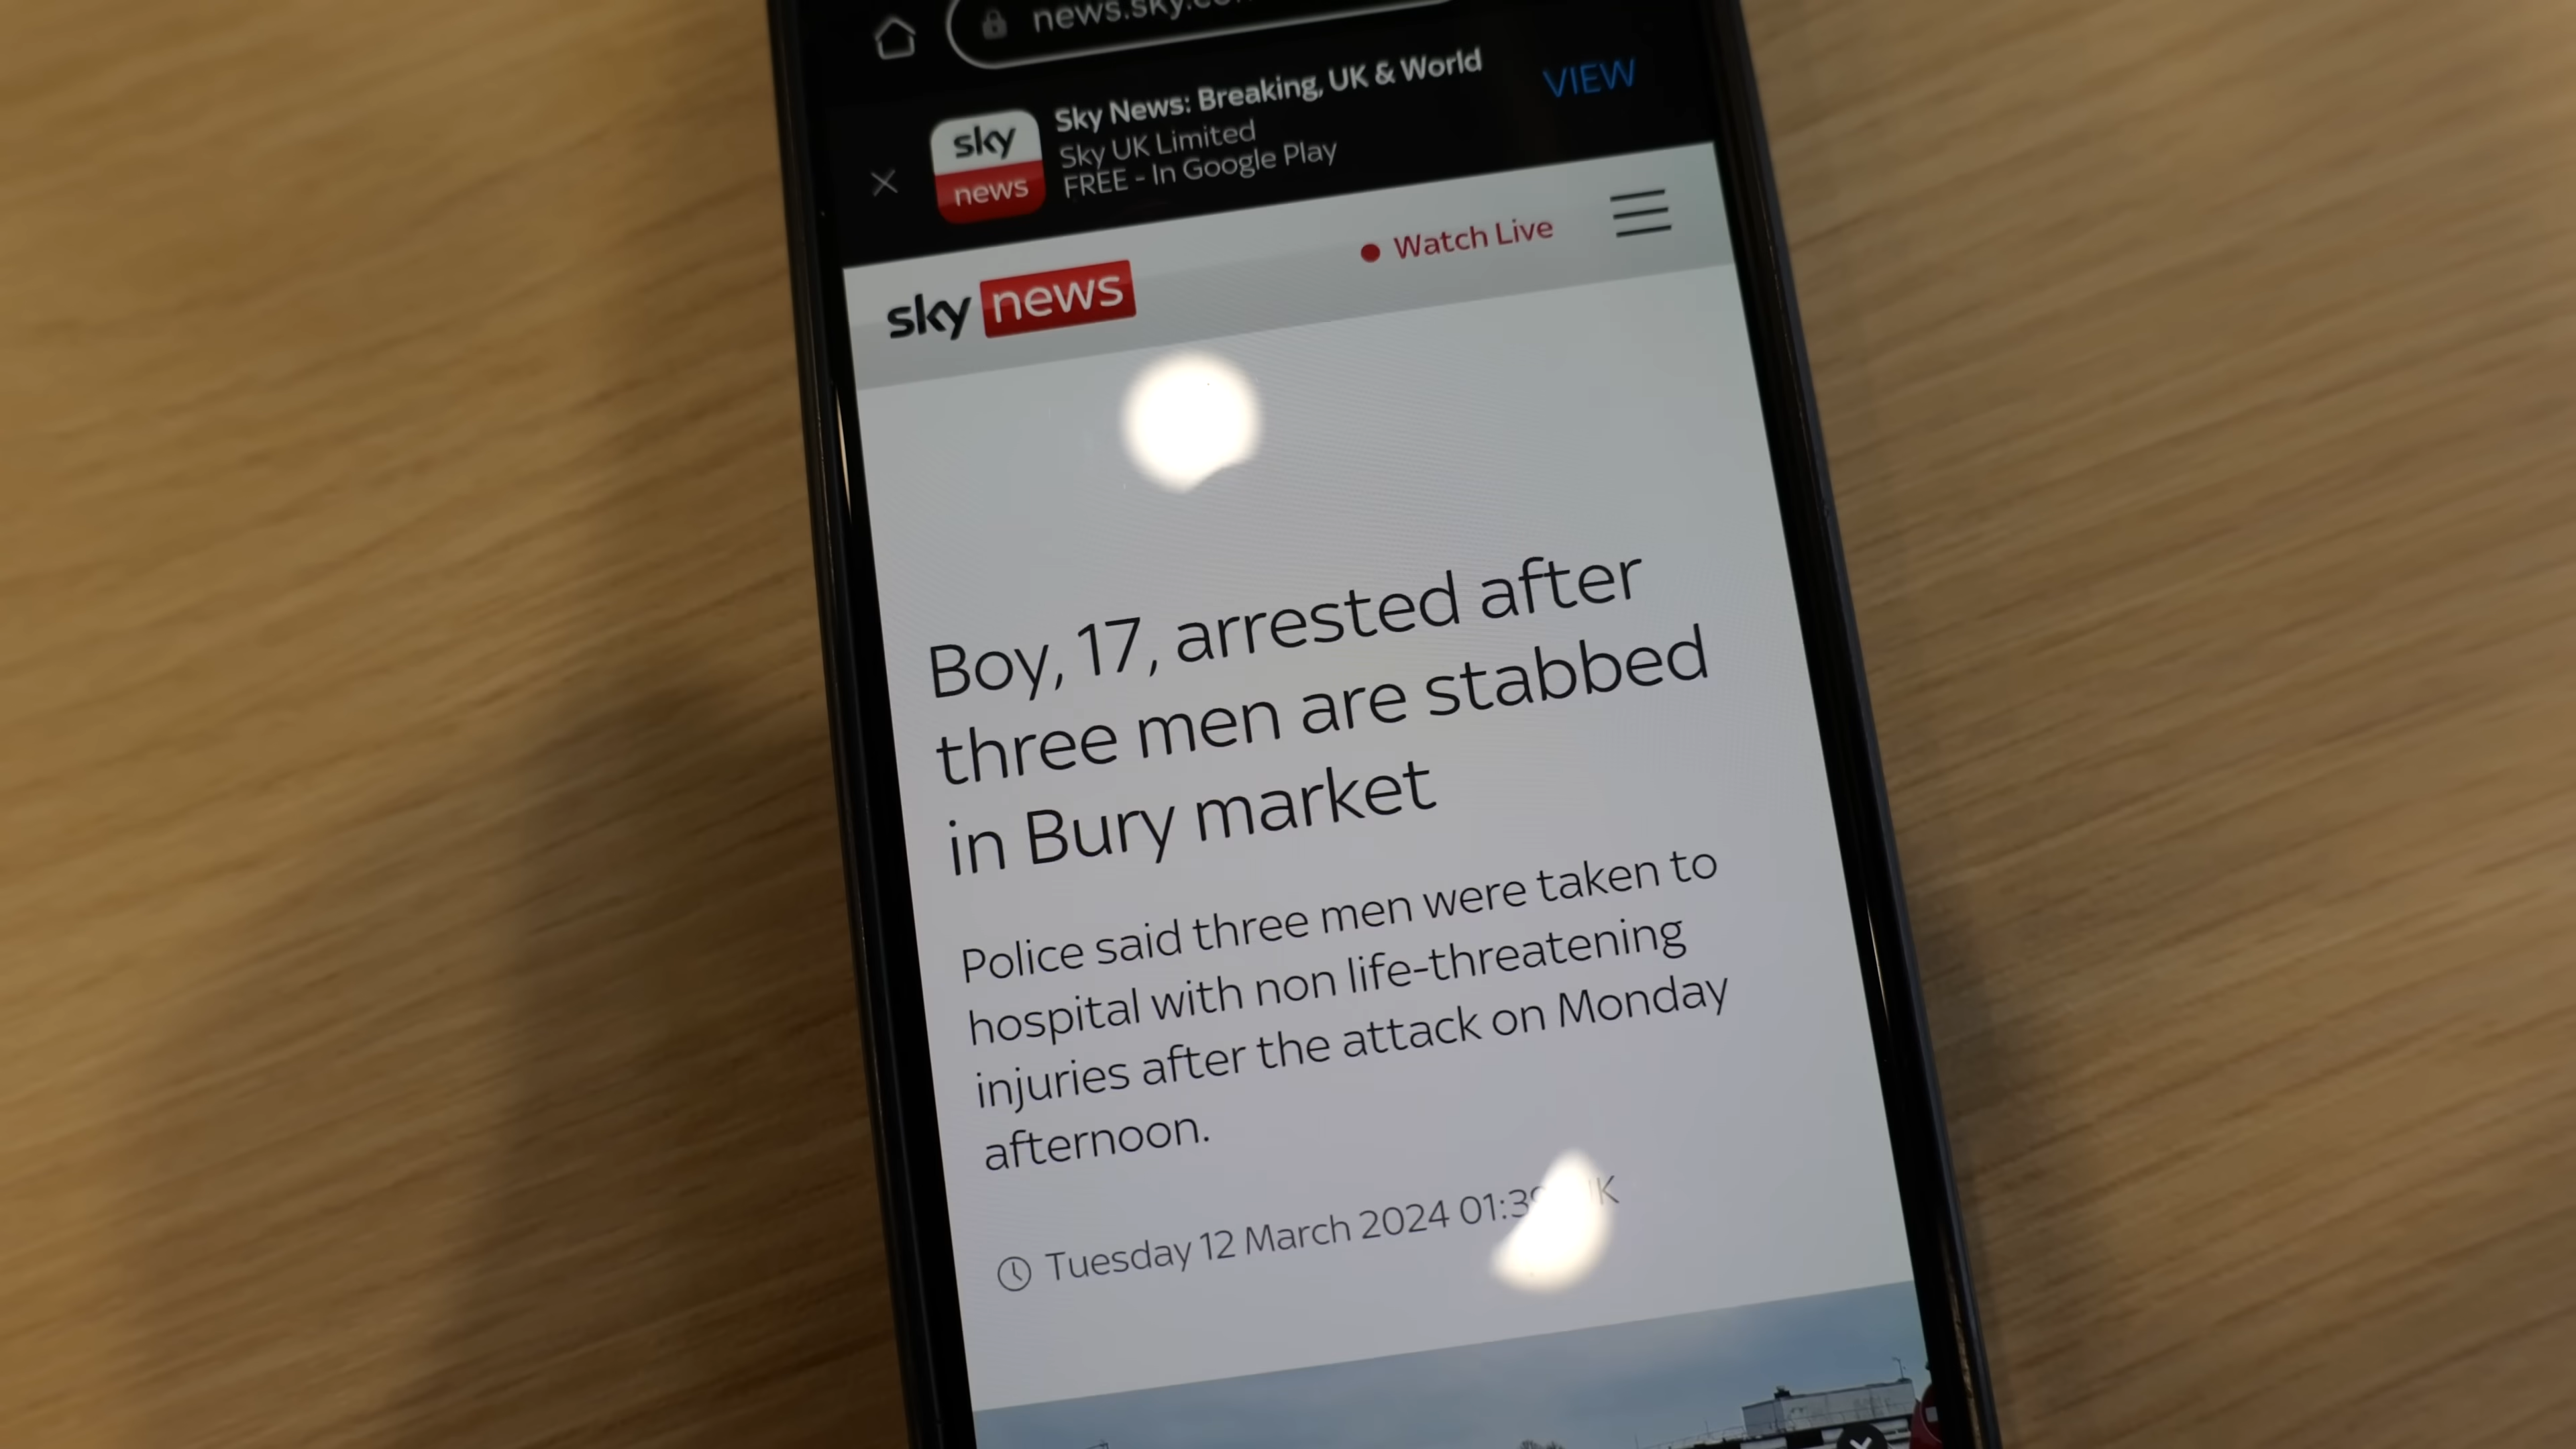 news.sky.co
Sky News: Breaking, UK & World
Sky UK Limited
FREE - In Google Play
VIEW
sky
news
sky news
Watch Live
Boy, 17, arrested after
three men are stabbed
in Bury market
Police said three men were taken to
hospital with non life-threatening
injuries after the attack on Monday
afternoon.
Tuesday 12 March 2024